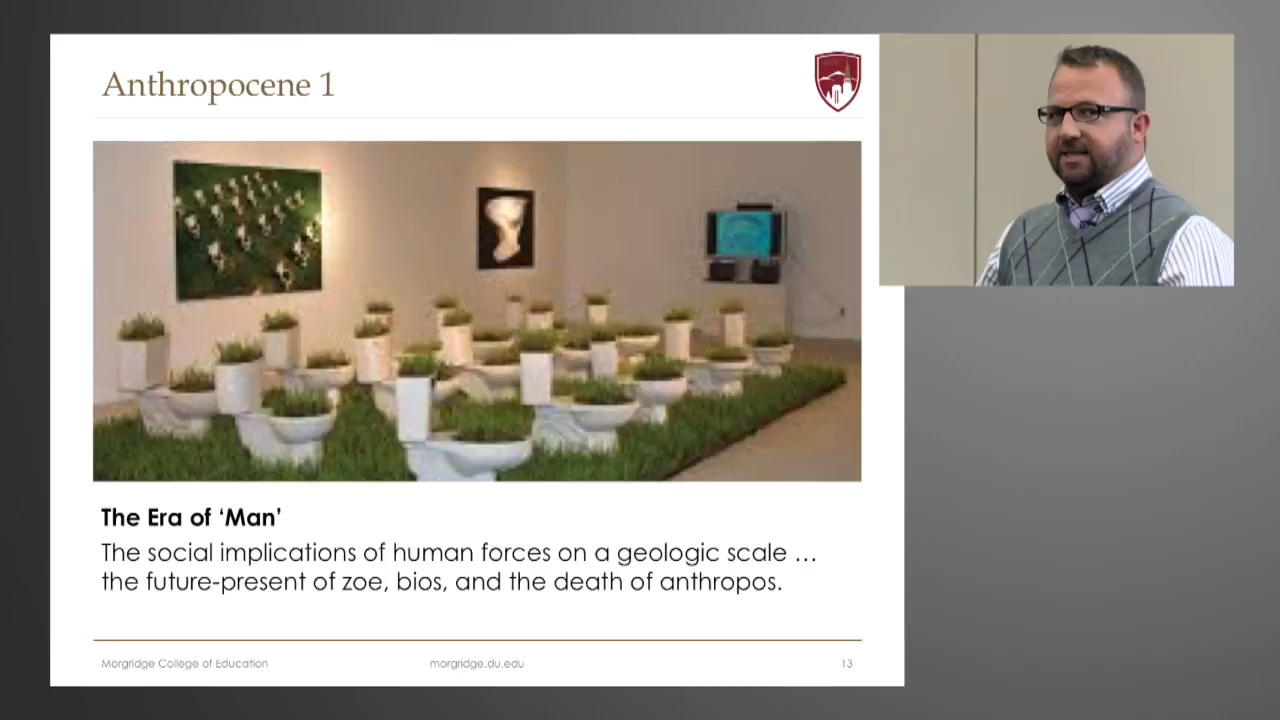 Anthropocene 1
The Era of ‘Man’
The social implications of human forces on a geologic scale …
the future-present of zoe, bios, and the death of anthropos.
Morgridge College of Education
morgridge.du.edu
13